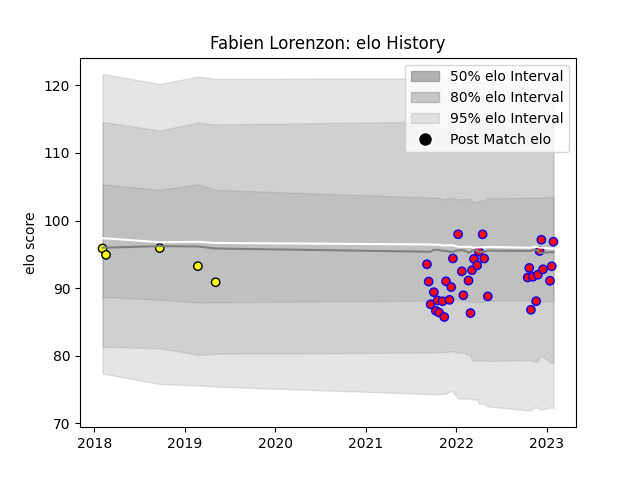 Fabien Lorenzon: elo History
50% elo Interval
80% elo Interval
95% elo Interval
Post Match elo
elo score
120
110
100
90
80
70
2018
2019
2020
2021
2022
2023